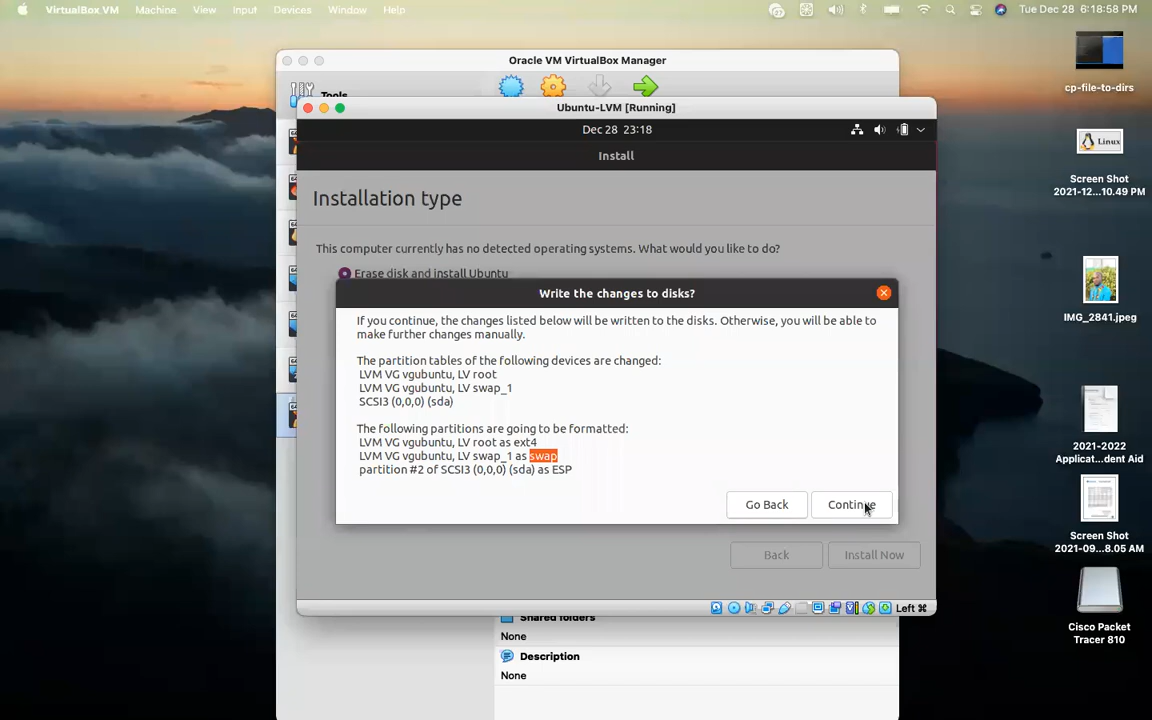 VirtualBox VM Machine View Input Devices Window Help
Tue Dec 28 6:18:58 PM
Oracle VM VirtualBox Manager
Tools
Ubuntu-LVM [Running]
Dec 28 23:18
Install
Installation type
This computer currently has no detected operating systems. What would you like to do?
Erase disk and install Ubuntu
Write the changes to disks?
If you continue, the changes listed below will be written to the disks. Otherwise, you will be able to
make further changes manually.
The partition tables of the following devices are changed:
LVM VG vgubuntu, LV root
LVM VG vgubuntu, LV swap_1
SCSI3 (0,0,0) (sda)
The following partitions are going to be formatted:
LVM VG vgubuntu, LV root as ext4
LVM VG vgubuntu, LV swap_1 as swap
partition #2 of SCSI3 (0,0,0) (sda) as ESP
Go Back
Continue
Back
Install Now
Left ⌘
Shared folders
None
Description
None
cp-file-to-dirs
Linux
Screen Shot
2021-12...10.49 PM
IMG_2841.jpeg
2021-2022
Applicat...dent Aid
Screen Shot
2021-09...8.05 AM
Cisco Packet
Tracer 810